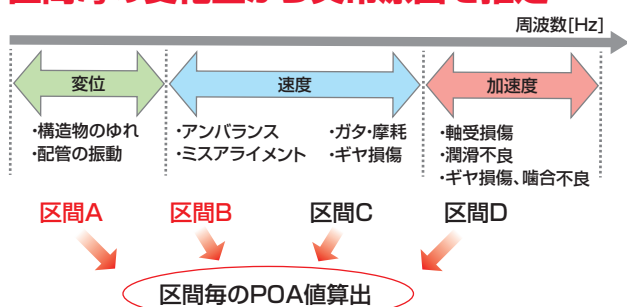 周波数[Hz]
変位
速度
加速度
・構造物のゆれ
・配管の振動
・アンバランス
・ミスアライメント
・ガタ・摩耗
・ギヤ損傷
・軸受損傷
・潤滑不良
・ギヤ損傷、噛合不良
区間A
区間B
区間C
区間D
区間毎のPOA値算出